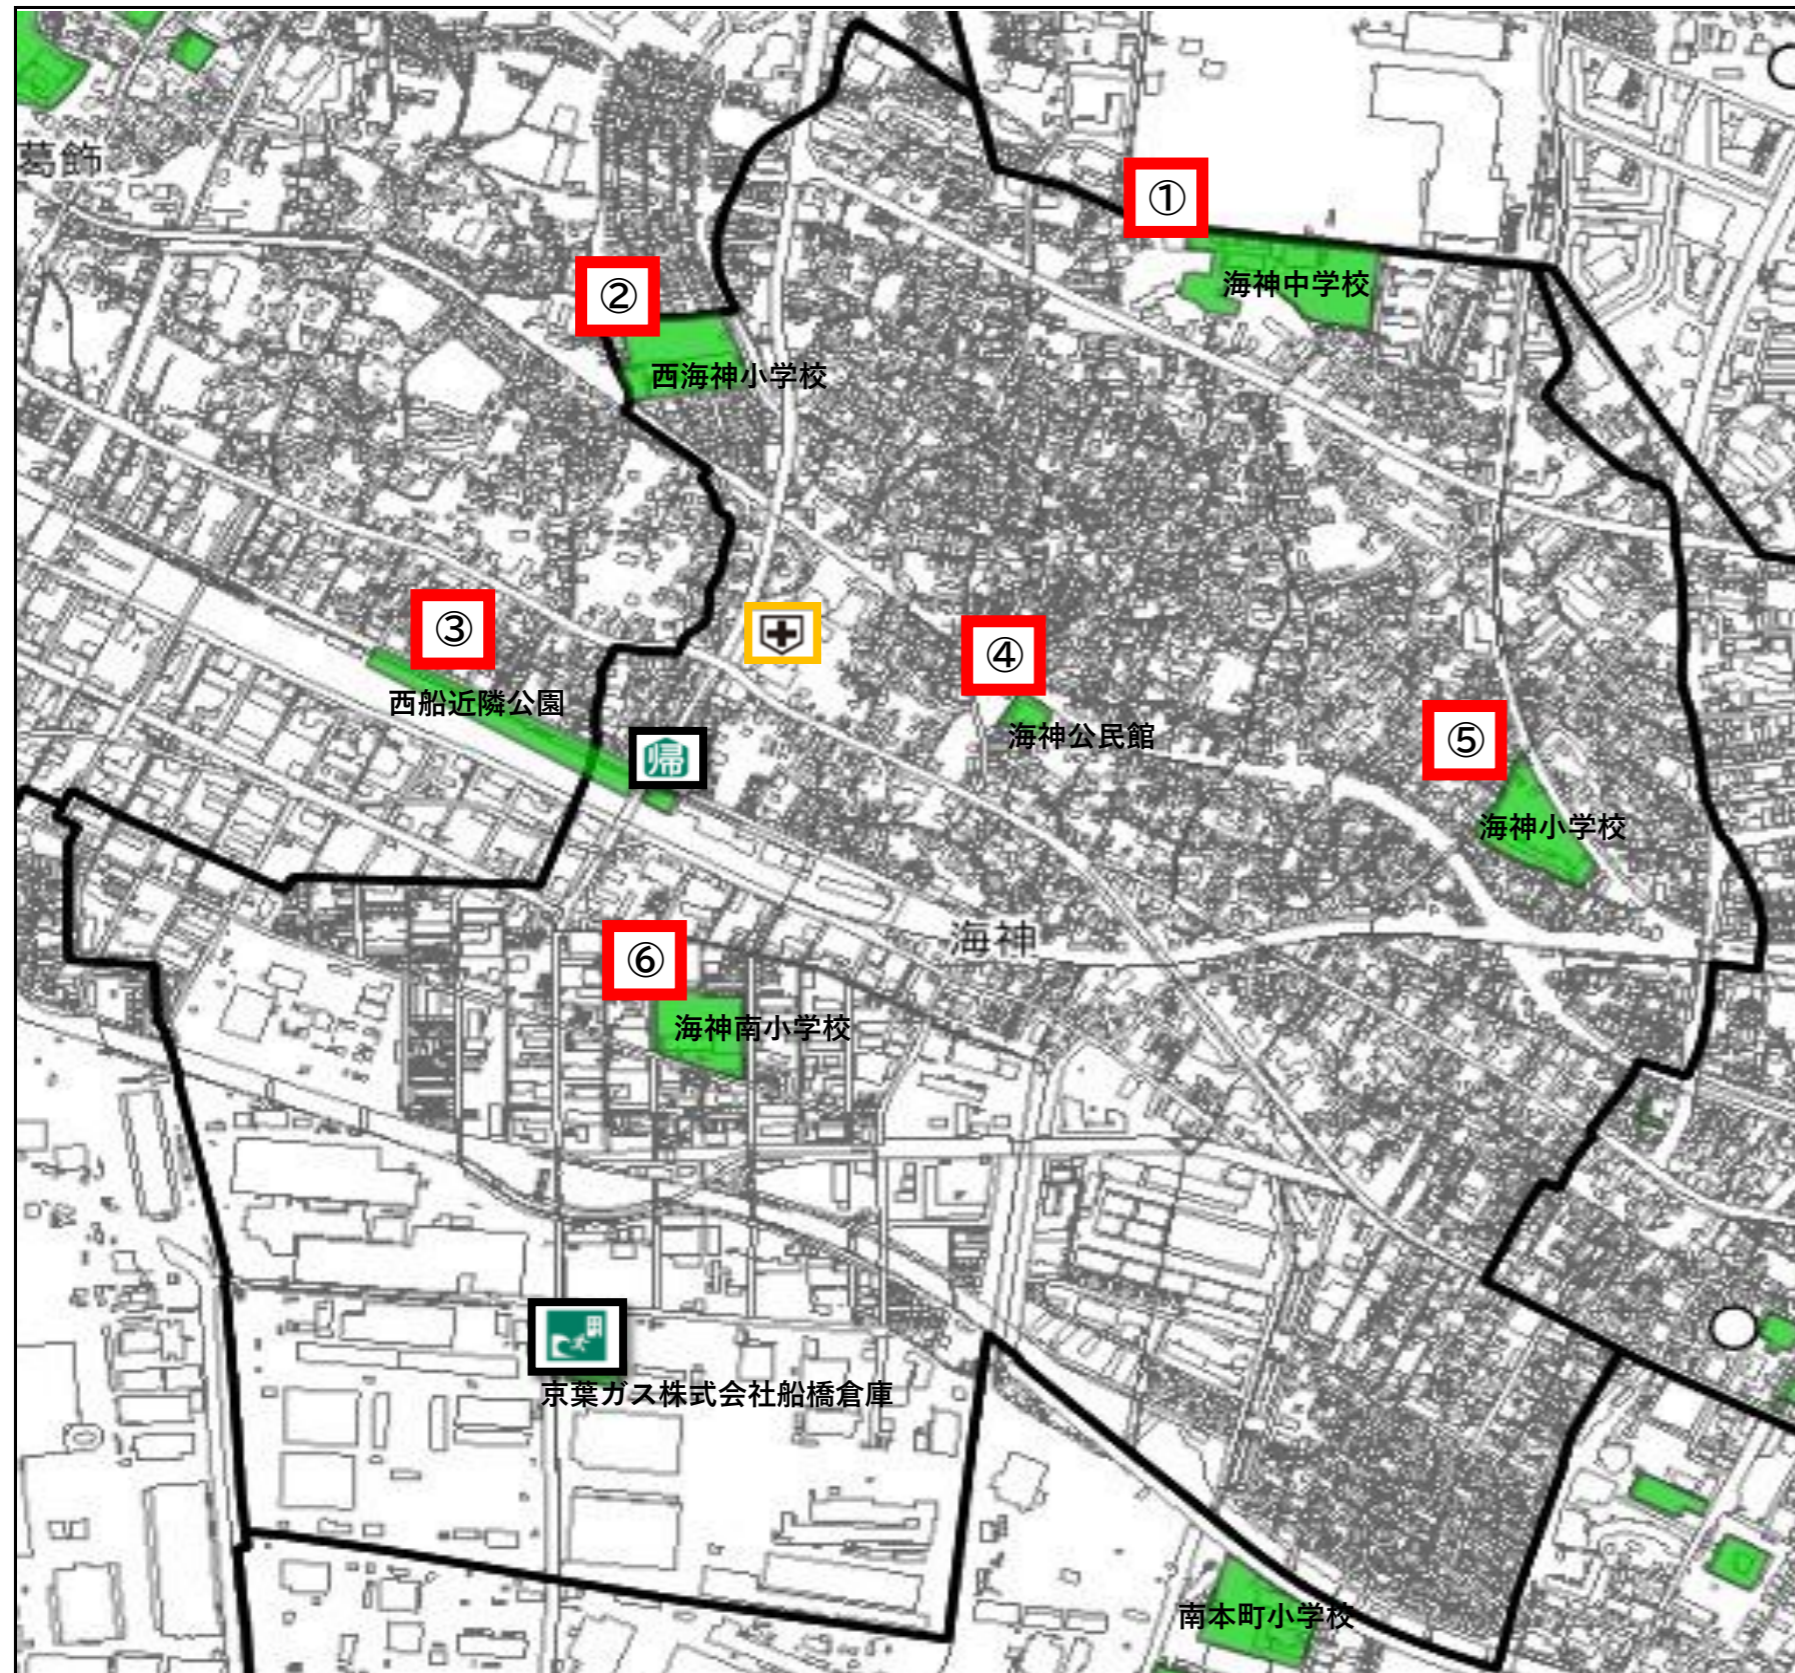 葛飾
①
海神中学校
②
西海神小学校
③
西船近隣公園
④
海神公民館
帰
⑤
海神小学校
海神
⑥
海神南小学校
京葉ガス株式会社船橋倉庫
南本町小学校